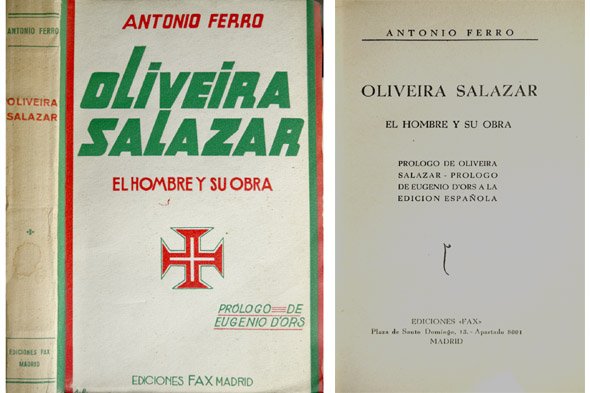 ANTONIO FERRO
OLIVEIRA
SALAZAR
EDICIONES FAX
MADRID
ANTONIO FERRO
OLIVEIRA
SALAZAR
EL HOMBRE Y SU OBRA
PRÓLOGO DE
EUGENIO D'ORS
EDICIONES FAX MADRID
ANTONIO FERRO
OLIVEIRA SALAZAR
EL HOMBRE Y SU OBRA
PROLOGO DE OLIVEIRA
SALAZAR - PROLOGO
DE EUGENIO D'ORS A LA
EDICION ESPAÑOLA
EDICIONES «FAX»
Plaza de Santo Domingo, 13.-Apartado 8001
MADRID